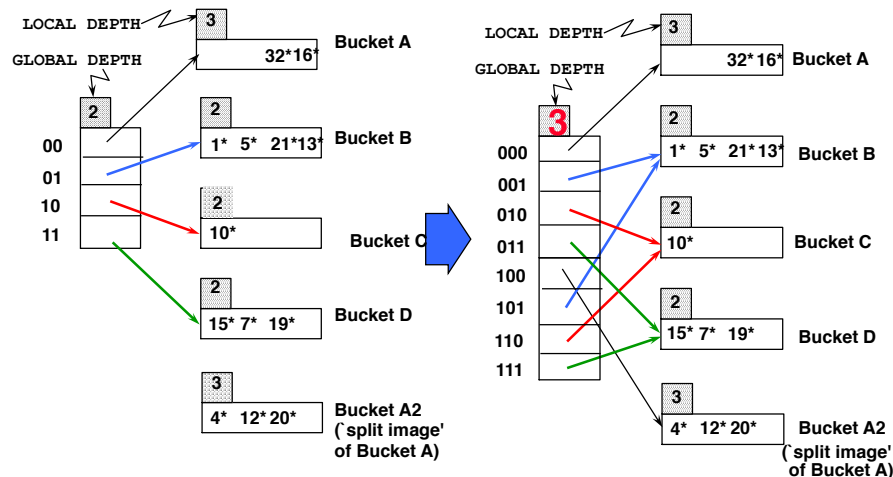 LOCAL DEPTH
GLOBAL DEPTH
3
32* 16*
Bucket A
2
00
01
10
11
2
1* 5* 21* 13*
Bucket B
2
10*
Bucket C
2
15* 7* 19*
Bucket D
3
4* 12* 20*
Bucket A2
(`split image'
of Bucket A)
LOCAL DEPTH
GLOBAL DEPTH
3
32* 16*
Bucket A
3
000
001
010
011
100
101
110
111
2
1* 5* 21* 13*
Bucket B
2
10*
Bucket C
2
15* 7* 19*
Bucket D
3
4* 12* 20*
Bucket A2
(`split image'
of Bucket A)